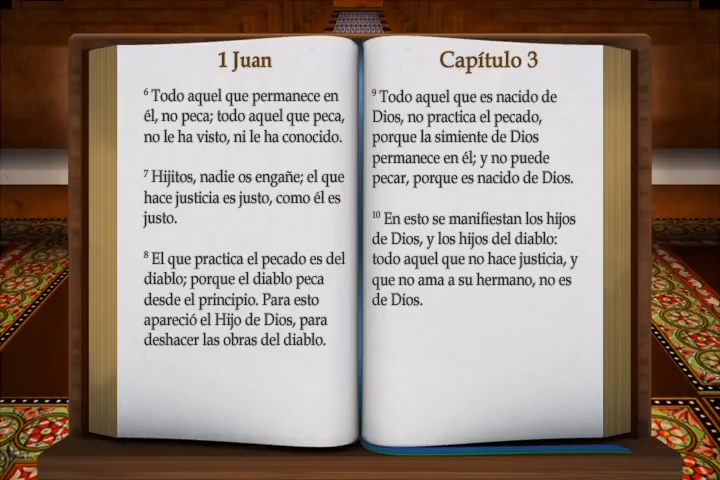 1 Juan
6 Todo aquel que permanece en
él, no peca; todo aquel que peca,
no le ha visto, ni le ha conocido.
7 Hijitos, nadie os engañe; el que
hace justicia es justo, como él es
justo.
8 El que practica el pecado es del
diablo; porque el diablo peca
desde el principio. Para esto
apareció el Hijo de Dios, para
deshacer las obras del diablo.
Capítulo 3
9 Todo aquel que es nacido de
Dios, no practica el pecado,
porque la simiente de Dios
permanece en él; y no puede
pecar, porque es nacido de Dios.
10 En esto se manifiestan los hijos
de Dios, y los hijos del diablo:
todo aquel que no hace justicia, y
que no ama a su hermano, no es
de Dios.